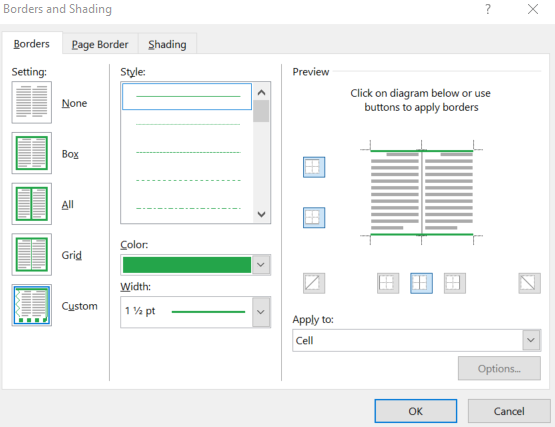 Borders and Shading
?
Borders Page Border Shading
Setting:
None
Box
All
Grid
Custom
Style:
Color:
Width:
1 ½ pt
Preview
Click on diagram below or use
buttons to apply borders
Apply to:
Cell
Options...
OK Cancel